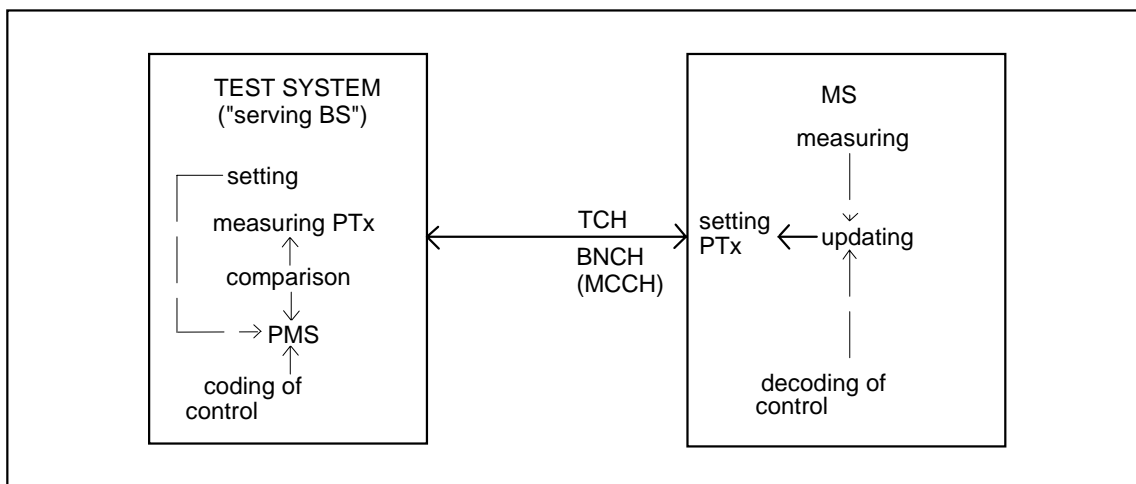 TEST SYSTEM
("serving BS")
setting
measuring PTx
comparison
PMS
coding of
control
TCH
BNCH
(MCCH)
MS
measuring
setting
PTx
updating
decoding of
control